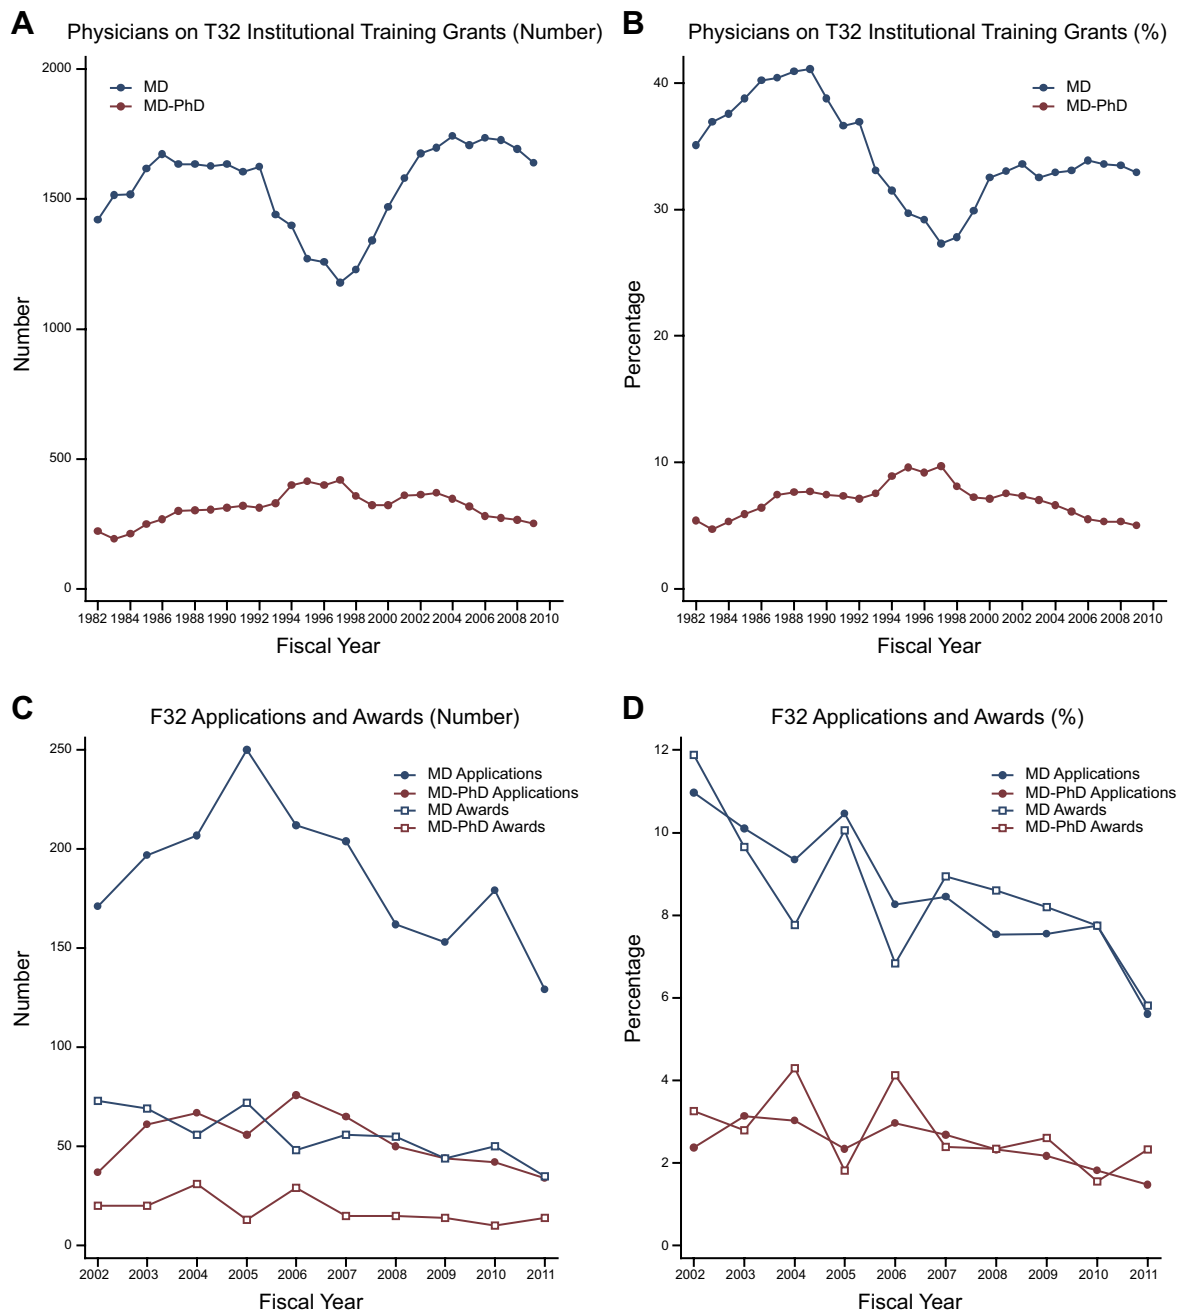 A
Physicians on T32 Institutional Training Grants (Number)
MD
MD-PhD
2000
1500
1000
500
0
Number
1982 1984 1986 1988 1990 1992 1994 1996 1998 2000 2002 2004 2006 2008 2010
Fiscal Year
B
Physicians on T32 Institutional Training Grants (%)
MD
MD-PhD
40
30
20
10
0
Percentage
1982 1984 1986 1988 1990 1992 1994 1996 1998 2000 2002 2004 2006 2008 2010
Fiscal Year
C
F32 Applications and Awards (Number)
MD Applications
MD-PhD Applications
MD Awards
MD-PhD Awards
250
200
150
100
50
0
Number
2002 2003 2004 2005 2006 2007 2008 2009 2010 2011
Fiscal Year
D
F32 Applications and Awards (%)
MD Applications
MD-PhD Applications
MD Awards
MD-PhD Awards
12
10
8
6
4
2
0
Percentage
2002 2003 2004 2005 2006 2007 2008 2009 2010 2011
Fiscal Year